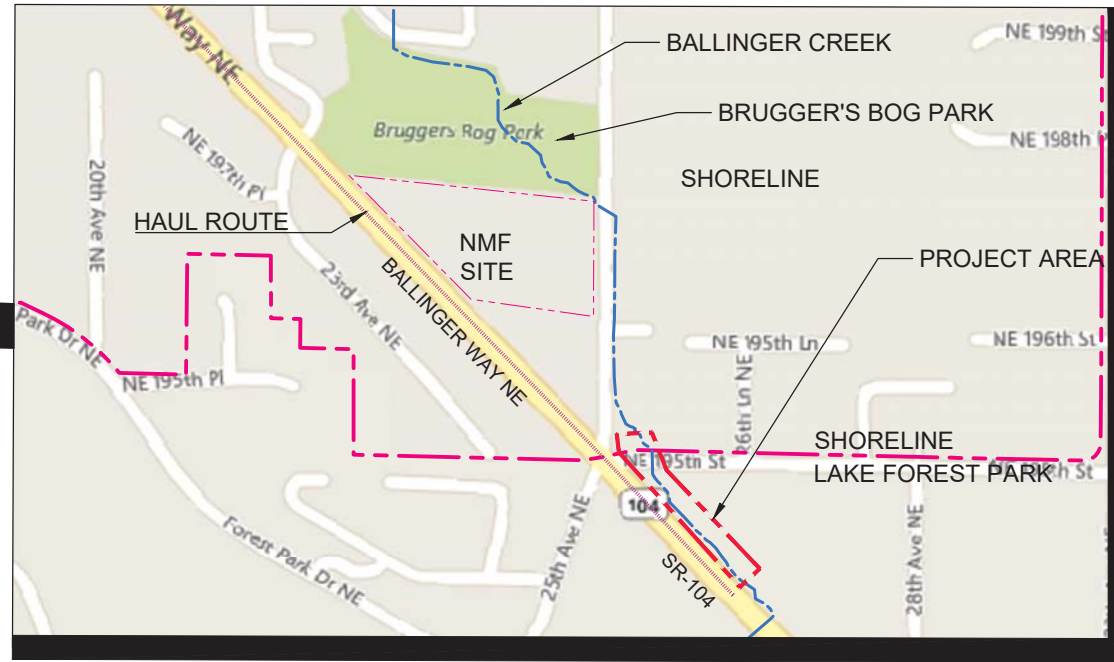 Way NE
NE 199th St
BALLINGER CREEK
BRUGGER'S BOG PARK
Bruggers Bog Park
NE 198th
NE 197th Pl
20th Ave NE
SHORELINE
HAUL ROUTE
NMF
SITE
PROJECT AREA
23rd Ave NE
BALLINGER WAY NE
Park Dr NE
NE 195th Ln
NE 196th St
NE 195th Pl
26th Ln NE
SHORELINE
NE 195th St
LAKE FOREST PARK
St
104
SR-104
Forest Park Dr NE
25th Ave NE
28th Ave NE